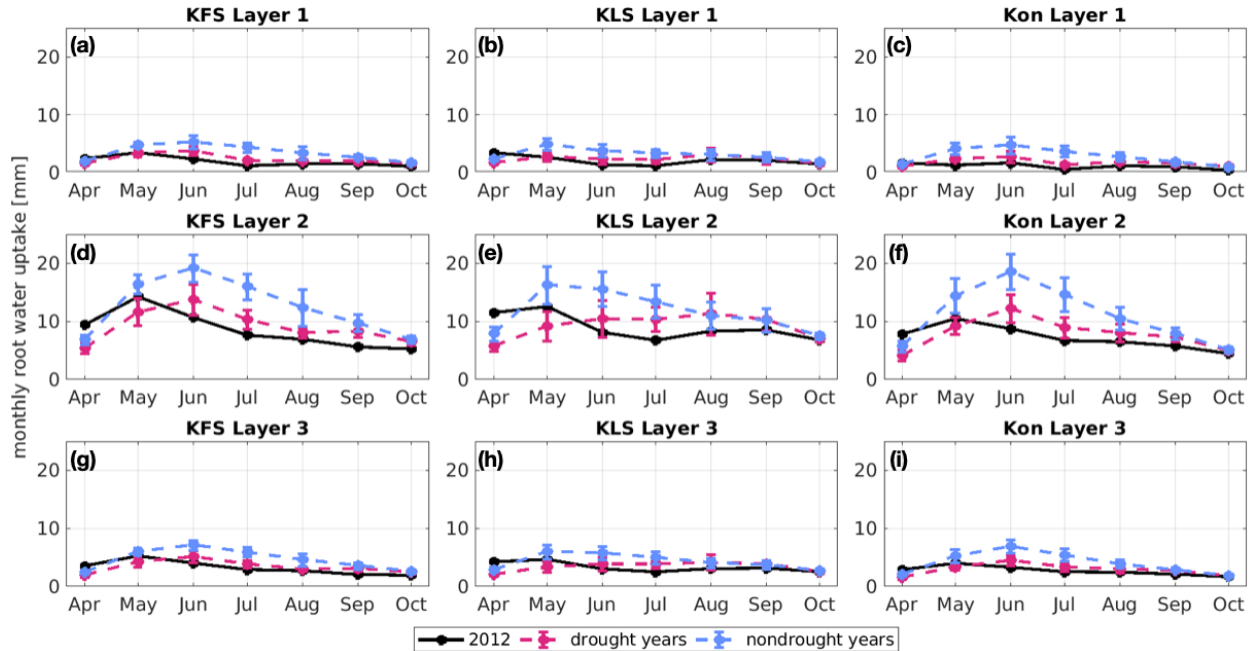 KFS Layer 1 KLS Layer 1 Kon Layer 1
(a) (b) (c)
20 20 20
10 10 10
0 0 0
Apr May Jun Jul Aug Sep Oct Apr May Jun Jul Aug Sep Oct Apr May Jun Jul Aug Sep Oct
KFS Layer 2 KLS Layer 2 Kon Layer 2
monthly root water uptake [mm]
(d) (e) (f)
20 20 20
10 10 10
0 0 0
Apr May Jun Jul Aug Sep Oct Apr May Jun Jul Aug Sep Oct Apr May Jun Jul Aug Sep Oct
KFS Layer 3 KLS Layer 3 Kon Layer 3
(g) (h) (i)
20 20 20
10 10 10
0 0 0
Apr May Jun Jul Aug Sep Oct Apr May Jun Jul Aug Sep Oct Apr May Jun Jul Aug Sep Oct
2012 drought years nondrought years